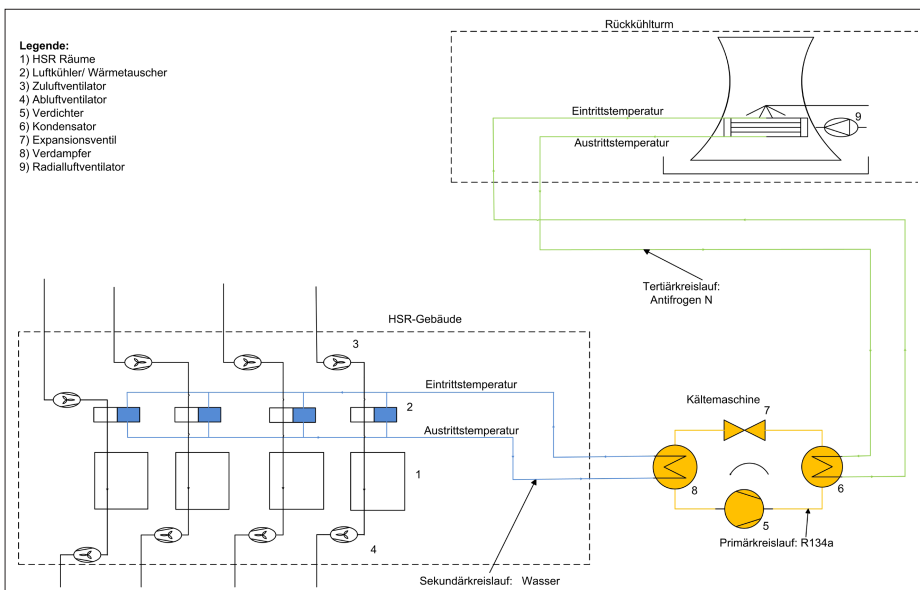 Rückkühlturm
Legende:
1) HSR Räume
2) Luftkühler/ Wärmetauscher
3) Zuluftventilator
4) Abluftventilator
5) Verdichter
6) Kondensator
7) Expansionsventil
8) Verdampfer
9) Radialluftventilator
Eintrittstemperatur
9
Austrittstemperatur
Tertiärkreislauf:
Antifrogen N
HSR-Gebäude
3
Eintrittstemperatur
Kältemaschine
7
2
Austrittstemperatur
1
8
6
5
Primärkreislauf: R134a
4
Sekundärkreislauf: Wasser